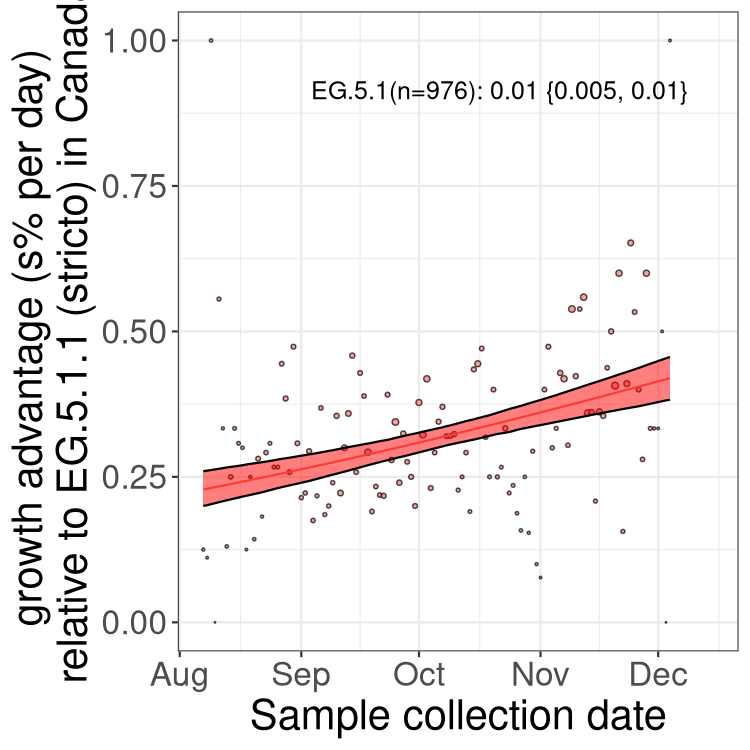 growth advantage (s% per day)
relative to EG.5.1.1 (stricto) in Canada
1.00
0.75
0.50
0.25
0.00
EG.5.1(n=976): 0.01 {0.005, 0.01}
Aug Sep Oct Nov Dec
Sample collection date